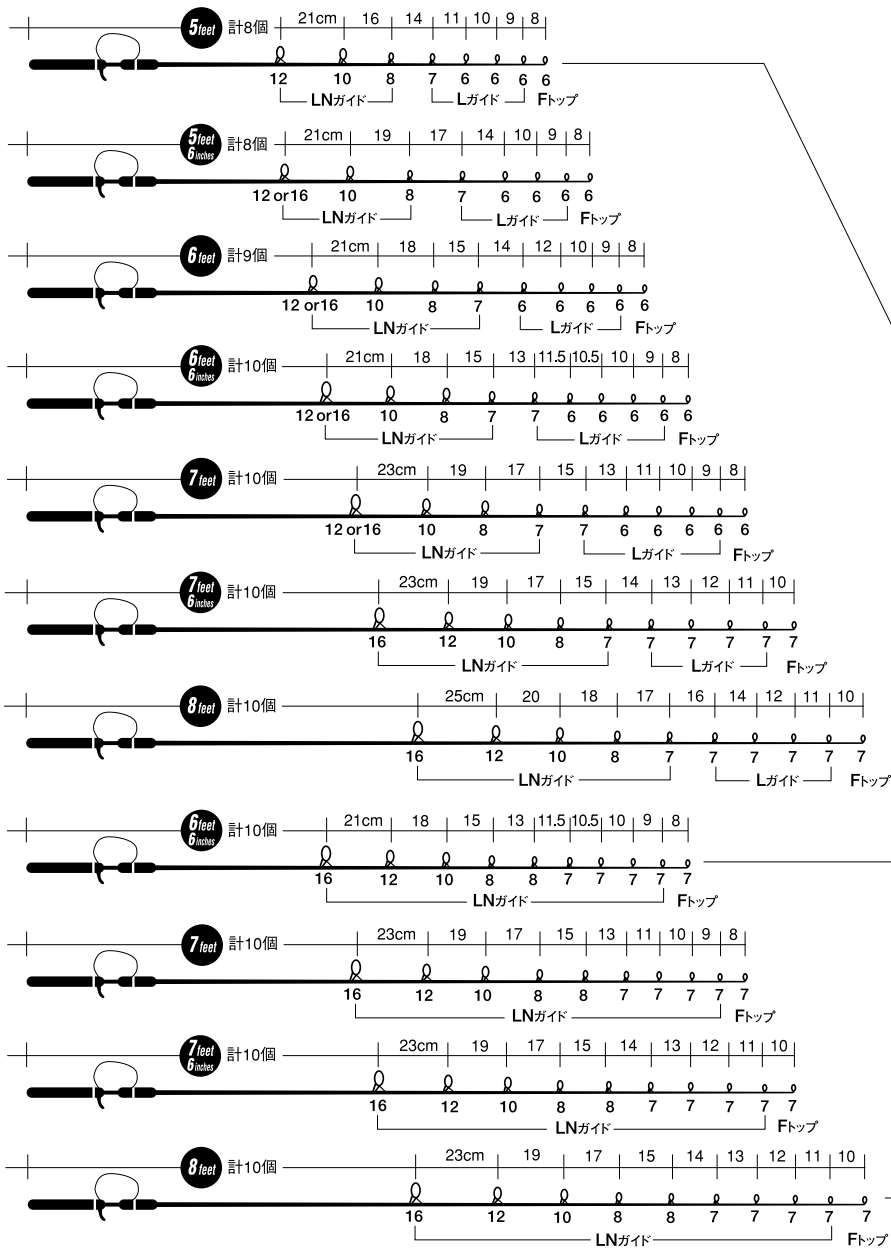 5feet 計8個 21cm 16 14 11 10 9 8
12 10 8 7 6 6 6 6 6
LNガイド Lガイド Fトップ
5feet 6inches 計8個 21cm 19 17 14 10 9 8
12 or 16 10 8 7 6 6 6 6
LNガイド Lガイド Fトップ
6feet 計9個 21cm 18 15 14 12 10 9 8
12 or 16 10 8 7 6 6 6 6 6
LNガイド Lガイド Fトップ
6feet 6inches 計10個 21cm 18 15 13 11.5 10.5 10 9 8
12 or 16 10 8 7 7 6 6 6 6 6
LNガイド Lガイド Fトップ
7feet 計10個 23cm 19 17 15 13 11 10 9 8
12 or 16 10 8 7 7 6 6 6 6 6
LNガイド Lガイド Fトップ
7feet 6inches 計10個 23cm 19 17 15 14 13 12 11 10
16 12 10 8 7 7 7 7 7 7
LNガイド Lガイド Fトップ
8feet 計10個 25cm 20 18 17 16 14 12 11 10
16 12 10 8 7 7 7 7 7 7
LNガイド Lガイド Fトップ
6feet 6inches 計10個 21cm 18 15 13 11.5 10.5 10 9 8
16 12 10 8 8 7 7 7 7 7
LNガイド Fトップ
7feet 計10個 23cm 19 17 15 13 11 10 9 8
16 12 10 8 8 7 7 7 7 7
LNガイド Fトップ
7feet 6inches 計10個 23cm 19 17 15 14 13 12 11 10
16 12 10 8 8 7 7 7 7 7
LNガイド Fトップ
8feet 計10個 23cm 19 17 15 14 13 12 11 10
16 12 10 8 8 7 7 7 7 7
LNガイド Fトップ